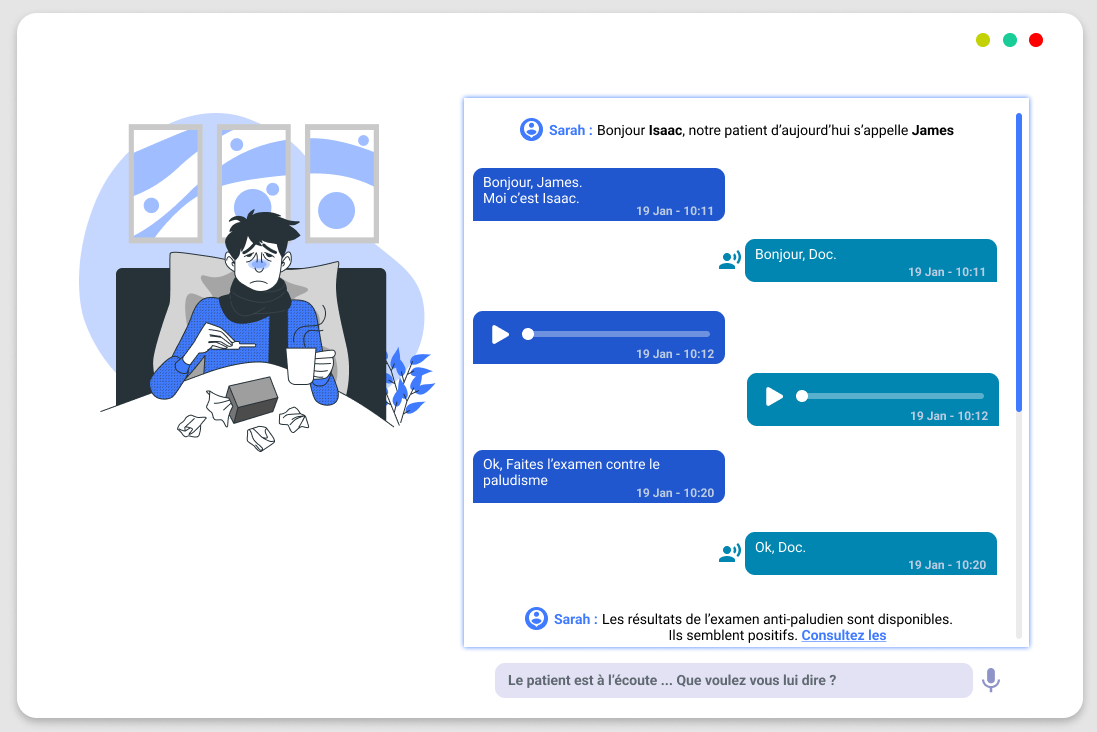 Sarah : Bonjour Isaac, notre patient d’aujourd’hui s’appelle James
Bonjour, James.
Moi c’est Isaac.
19 Jan - 10:11
Bonjour, Doc.
19 Jan - 10:11
19 Jan - 10:12
19 Jan - 10:12
Ok, Faites l’examen contre le
paludisme
19 Jan - 10:20
Ok, Doc.
19 Jan - 10:20
Sarah : Les résultats de l’examen anti-paludien sont disponibles.
Ils semblent positifs. Consultez les
Le patient est à l’écoute ... Que voulez vous lui dire ?